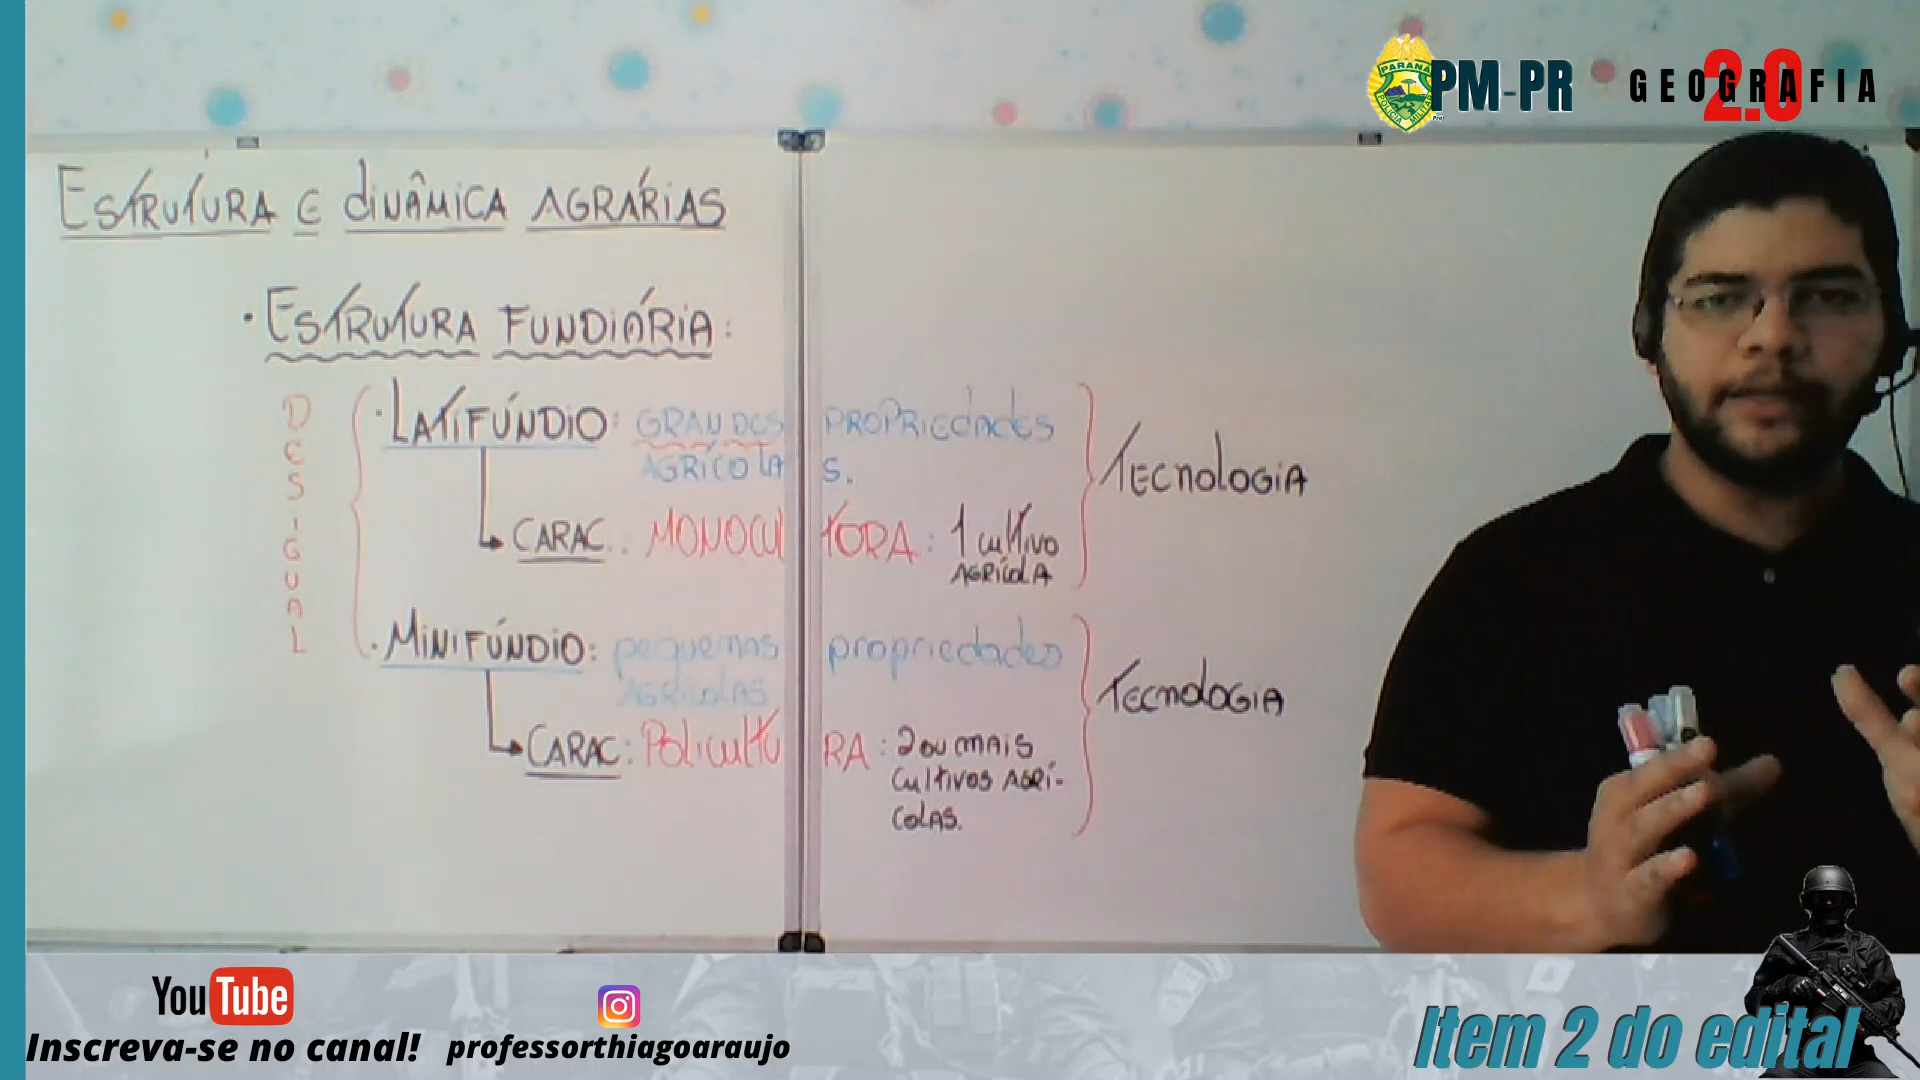 PARANÁ
PM-PR
GEOGRAFIA
2.0
ESTRUTURA E DINÂMICA AGRÁRIAS
• ESTRUTURA FUNDIÁRIA:
DESIGUAL
• LATIFÚNDIO: GRANDES PROPRIEDADES
AGRÍCOLAS.
CARAC.: MONOCULTORA: 1 CULTIVO
AGRÍCOLA
TECNOLOGIA
• MINIFÚNDIO: pequenas propriedades
AGRÍCOLAS
CARAC: POLICULTURA: 2 OU MAIS
CULTIVOS AGRÍ-
COLAS.
TECNOLOGIA
YouTube
Inscreva-se no canal!
professorthiagoaraujo
Item 2 do edital